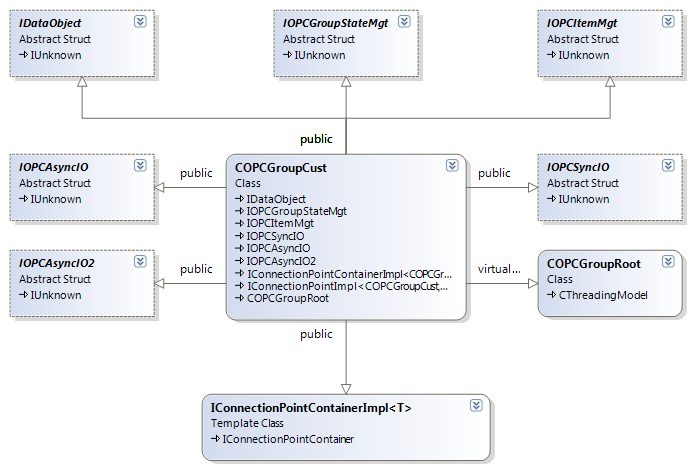 IDataObject
Abstract Struct
IUnknown
IOPCGroupStateMgt
Abstract Struct
IUnknown
IOPCItemMgt
Abstract Struct
IUnknown
public
IOPCAsyncIO
Abstract Struct
IUnknown
public
COPCGroupCust
Class
IDataObject
IOPCGroupStateMgt
IOPCItemMgt
IOPCSyncIO
IOPCAsyncIO
IOPCAsyncIO2
IConnectionPointContainerImpl<COPCGr...
IConnectionPointImpl<COPCGroupCust,...
COPCGroupRoot
public
IOPCSyncIO
Abstract Struct
IUnknown
IOPCAsyncIO2
Abstract Struct
IUnknown
public
virtual...
COPCGroupRoot
Class
CThreadingModel
public
IConnectionPointContainerImpl<T>
Template Class
IConnectionPointContainer